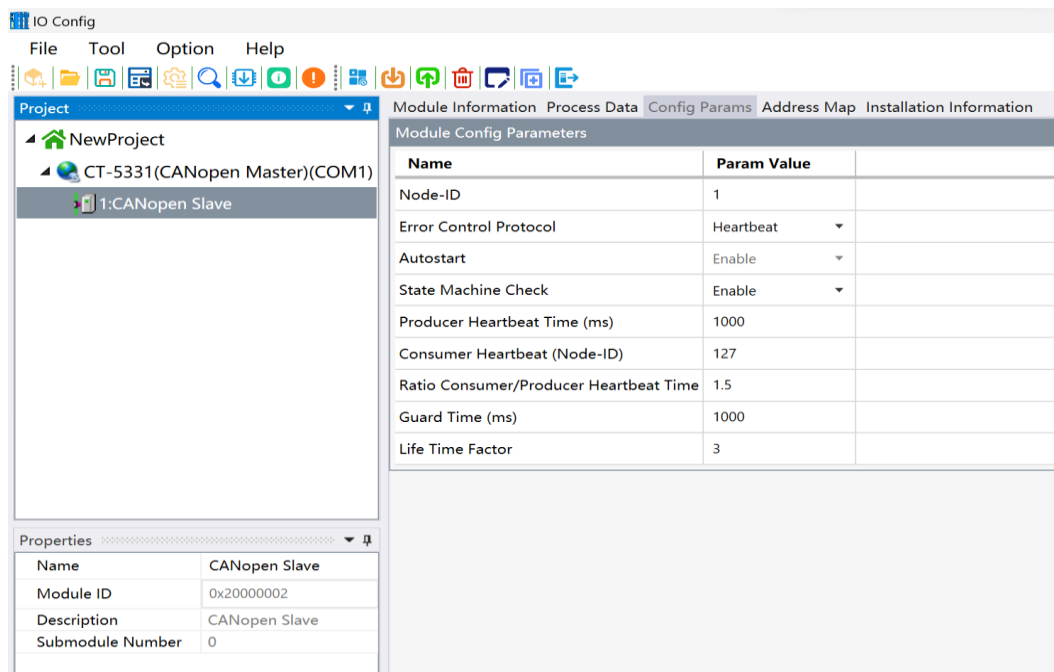 IO Config
File Tool Option Help
Project
NewProject
CT-5331(CANopen Master)(COM1)
1:CANopen Slave
Properties
Name CANopen Slave
Module ID 0x20000002
Description CANopen Slave
Submodule Number 0
Module Information Process Data Config Params Address Map Installation Information
Module Config Parameters
Name Param Value
Node-ID 1
Error Control Protocol Heartbeat
Autostart Enable
State Machine Check Enable
Producer Heartbeat Time (ms) 1000
Consumer Heartbeat (Node-ID) 127
Ratio Consumer/Producer Heartbeat Time 1.5
Guard Time (ms) 1000
Life Time Factor 3